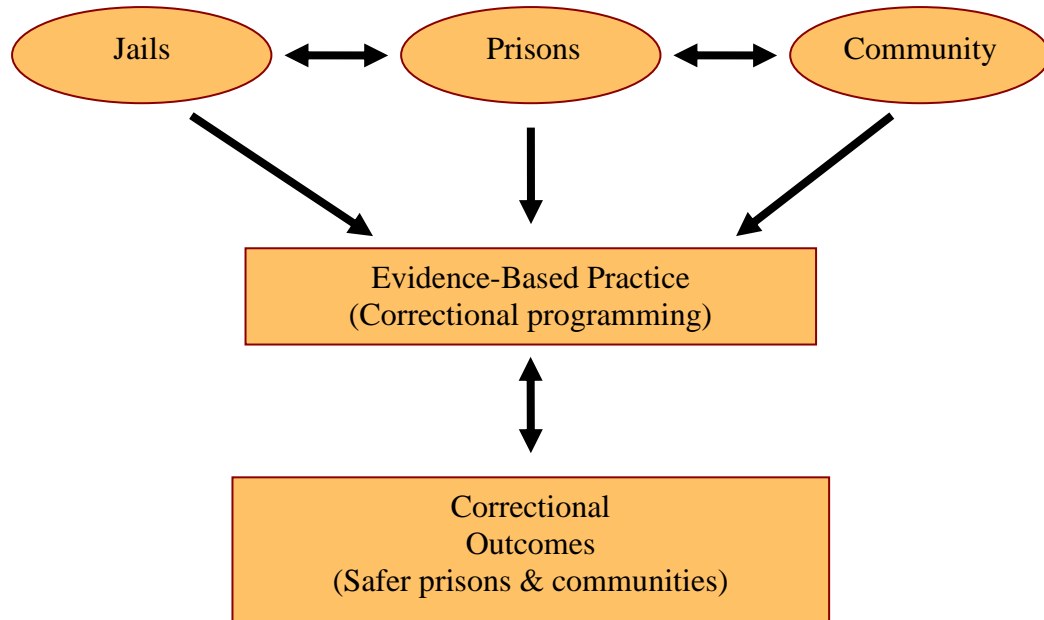 Jails
Prisons
Community
Evidence-Based Practice
(Correctional programming)
Correctional
Outcomes
(Safer prisons & communities)